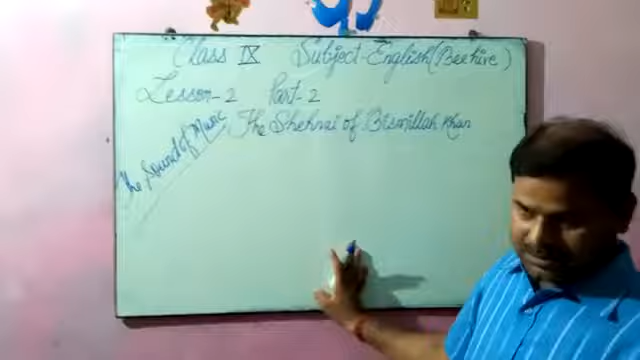 Class IX Subject-English (Beehive)
Lesson-2 Part-2
The Shehnai of Bismillah Khan
The Sound of Music